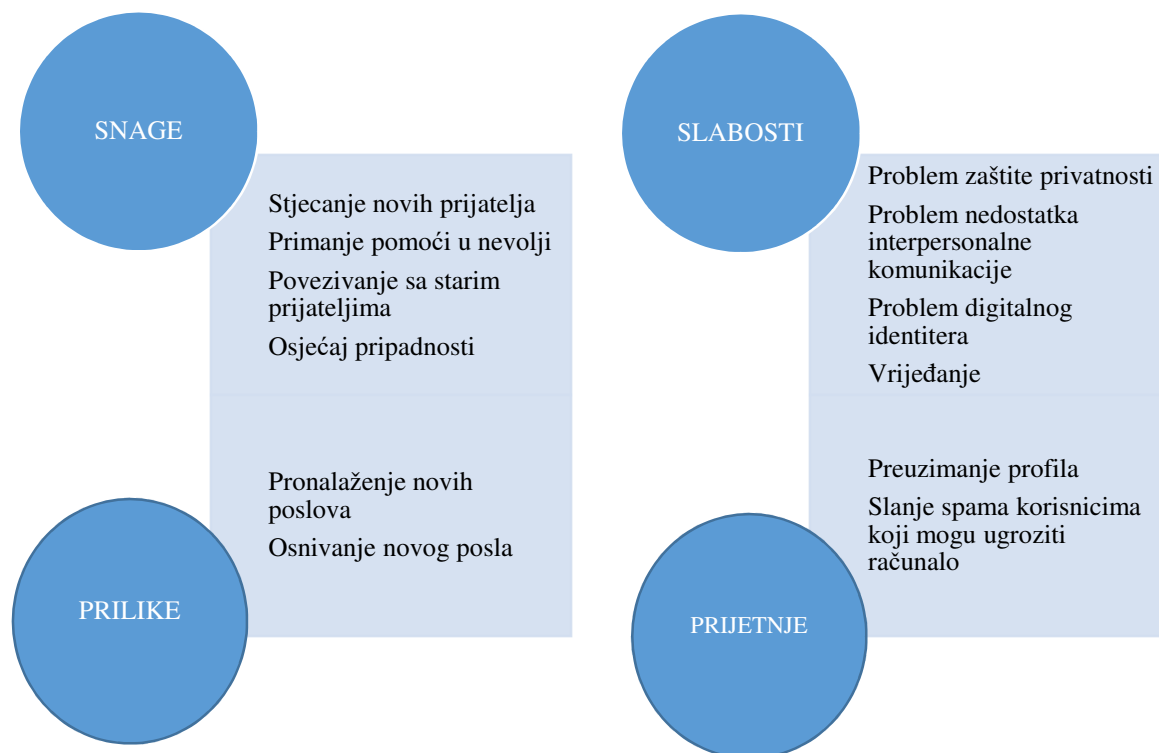 SNAGE
Stjecanje novih prijatelja
Primanje pomoći u nevolji
Povezivanje sa starim
prijateljima
Osjećaj pripadnosti
SLABOSTI
Problem zaštite privatnosti
Problem nedostatka
interpersonalne
komunikacije
Problem digitalnog
identitera
Vrijeđanje
PRILIKE
Pronalaženje novih
poslova
Osnivanje novog posla
PRIJETNJE
Preuzimanje profila
Slanje spama korisnicima
koji mogu ugroziti
računalo